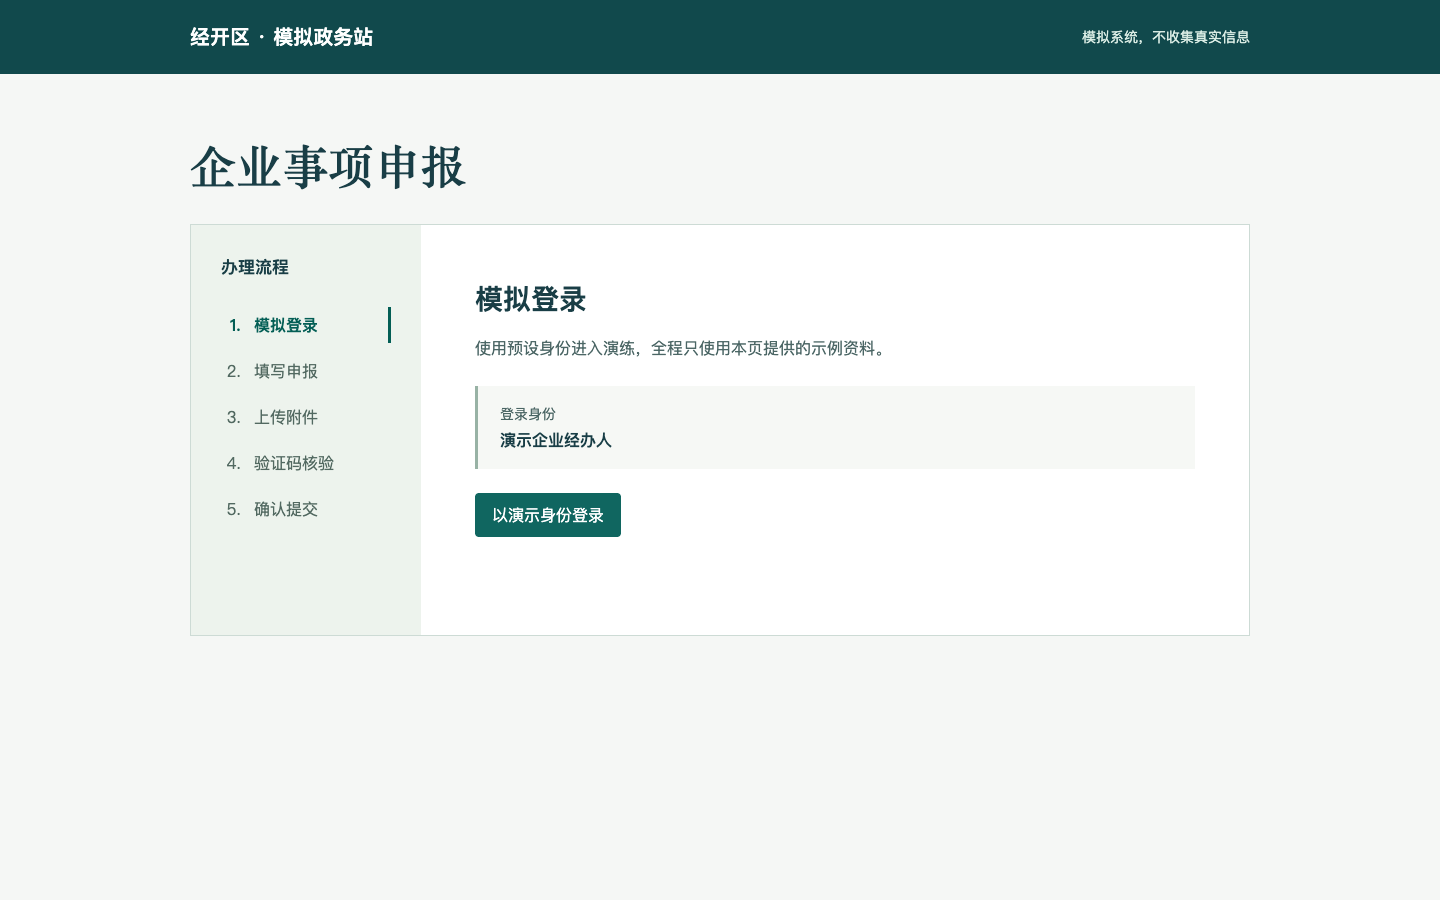 经开区 · 模拟政务站
模拟系统，不收集真实信息
企业事项申报
办理流程
1. 模拟登录
2. 填写申报
3. 上传附件
4. 验证码核验
5. 确认提交
模拟登录
使用预设身份进入演练，全程只使用本页提供的示例资料。
登录身份
演示企业经办人
以演示身份登录